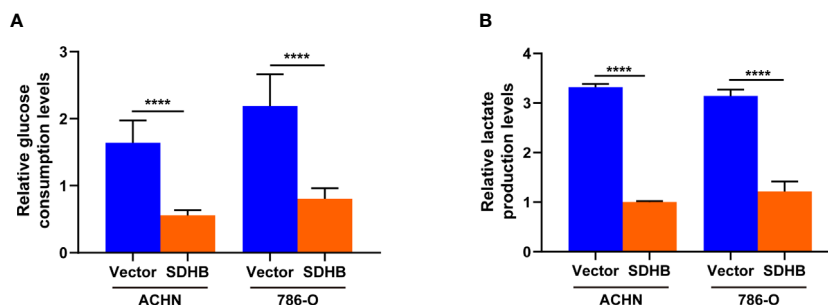 A
Relative glucose
consumption levels
3
2
1
0
****
****
Vector SDHB Vector SDHB
ACHN 786-O
B
Relative lactate
production levels
4
3
2
1
0
****
****
Vector SDHB Vector SDHB
ACHN 786-O